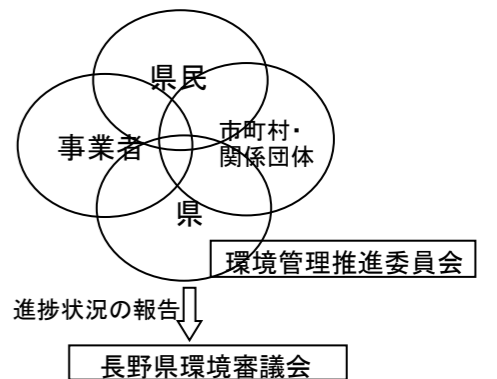 県民
事業者
市町村・
関係団体
県
環境管理推進委員会
進捗状況の報告
長野県環境審議会